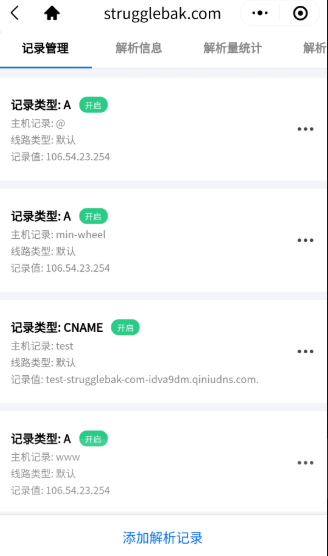 strugglebak.com
记录管理 解析信息 解析量统计 解析
记录类型: A 开启
主机记录: @
线路类型: 默认
记录值: 106.54.23.254
记录类型: A 开启
主机记录: min-wheel
线路类型: 默认
记录值: 106.54.23.254
记录类型: CNAME 开启
主机记录: test
线路类型: 默认
记录值: test-strugglebak-com-idva9dm.qiniudns.com.
记录类型: A 开启
主机记录: www
线路类型: 默认
记录值: 106.54.23.254
添加解析记录